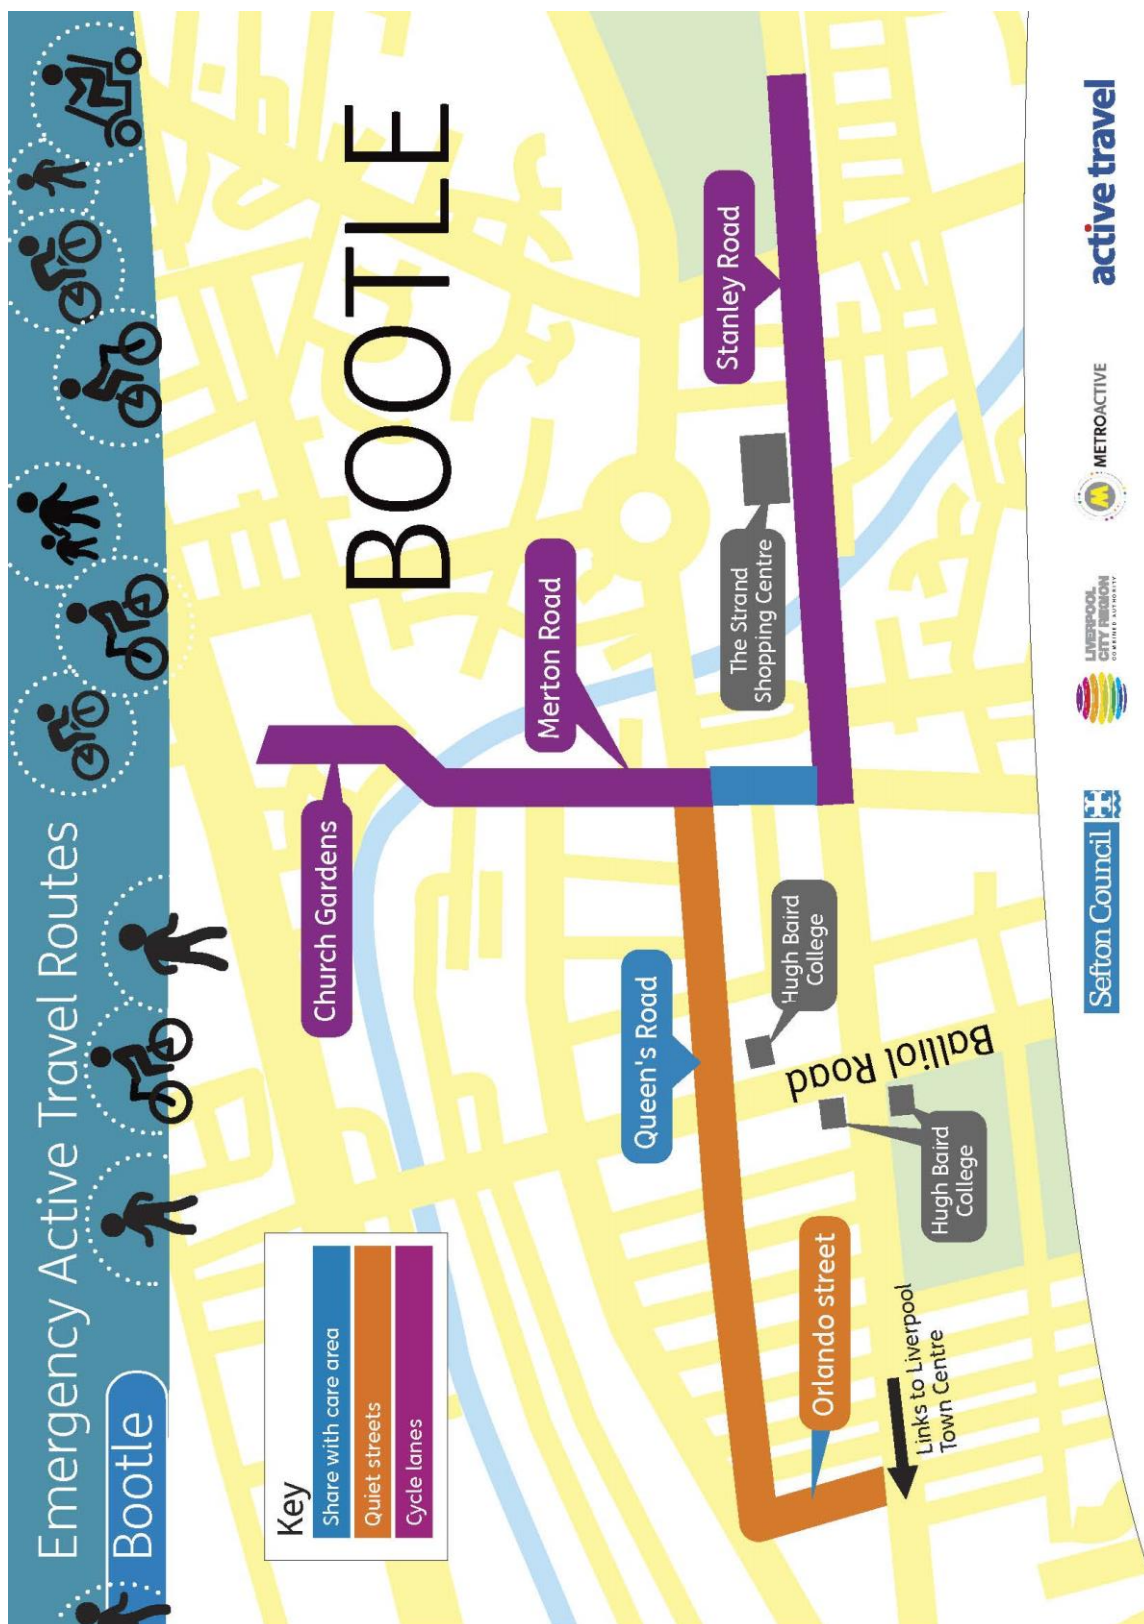 Emergency Active Travel Routes
Bootle
BOOTLE
Church Gardens
Merton Road
Stanley Road
The Strand
Shopping Centre
Queen's Road
Hugh Baird
College
Balliol Road
Hugh Baird
College
Orlando street
Links to Liverpool
Town Centre
Key
Share with care area
Quiet streets
Cycle lanes
Sefton Council
LIVERPOOL
CITY REGION
COMBINED AUTHORITY
M
METROACTIVE
active travel